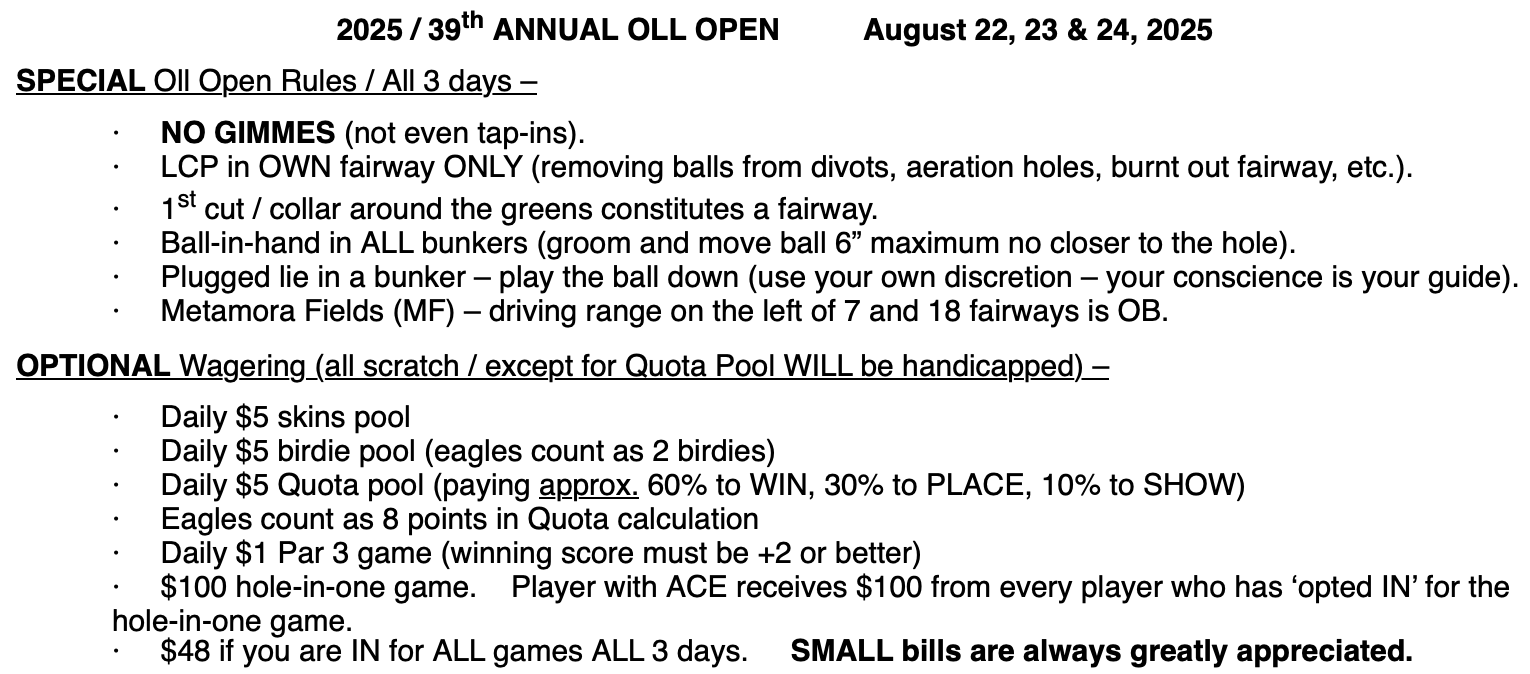 2025 / 39th ANNUAL OLL OPEN August 22, 23 & 24, 2025
SPECIAL Oll Open Rules / All 3 days –
· NO GIMMES (not even tap-ins).
· LCP in OWN fairway ONLY (removing balls from divots, aeration holes, burnt out fairway, etc.).
· 1st cut / collar around the greens constitutes a fairway.
· Ball-in-hand in ALL bunkers (groom and move ball 6” maximum no closer to the hole).
· Plugged lie in a bunker – play the ball down (use your own discretion – your conscience is your guide).
· Metamora Fields (MF) – driving range on the left of 7 and 18 fairways is OB.
OPTIONAL Wagering (all scratch / except for Quota Pool WILL be handicapped) –
· Daily $5 skins pool
· Daily $5 birdie pool (eagles count as 2 birdies)
· Daily $5 Quota pool (paying approx. 60% to WIN, 30% to PLACE, 10% to SHOW)
· Eagles count as 8 points in Quota calculation
· Daily $1 Par 3 game (winning score must be +2 or better)
· $100 hole-in-one game. Player with ACE receives $100 from every player who has ‘opted IN’ for the
hole-in-one game.
· $48 if you are IN for ALL games ALL 3 days. SMALL bills are always greatly appreciated.